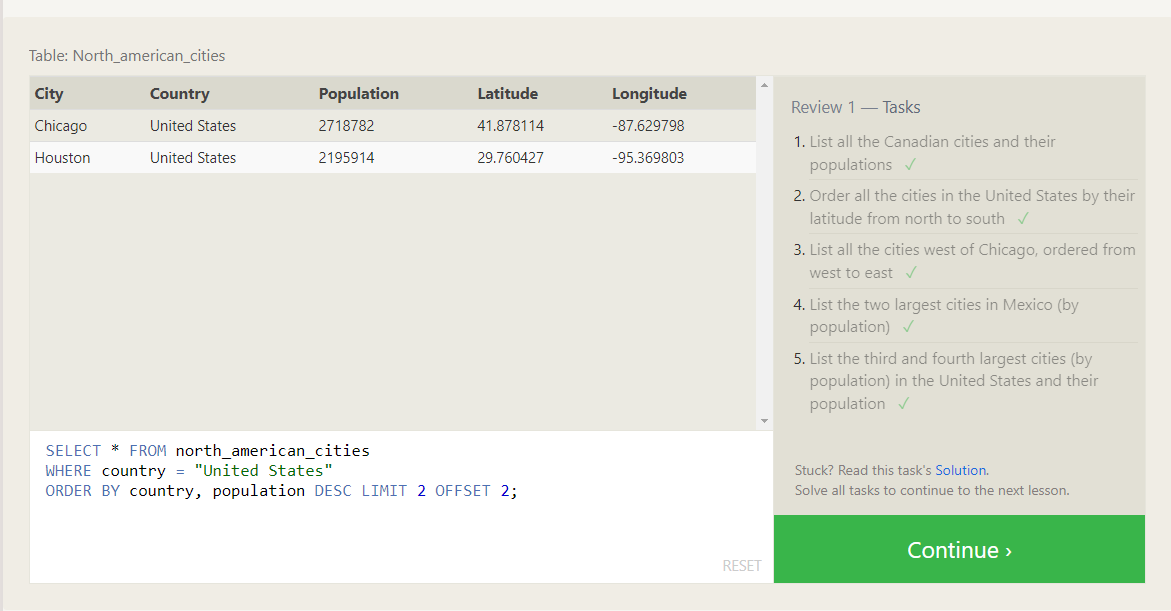 Table: North_american_cities
City Country Population Latitude Longitude
Chicago United States 2718782 41.878114 -87.629798
Houston United States 2195914 29.760427 -95.369803
SELECT * FROM north_american_cities
WHERE country = "United States"
ORDER BY country, population DESC LIMIT 2 OFFSET 2;
RESET
Review 1 — Tasks
1. List all the Canadian cities and their
populations ✓
2. Order all the cities in the United States by their
latitude from north to south ✓
3. List all the cities west of Chicago, ordered from
west to east ✓
4. List the two largest cities in Mexico (by
population) ✓
5. List the third and fourth largest cities (by
population) in the United States and their
population ✓
Stuck? Read this task's Solution.
Solve all tasks to continue to the next lesson.
Continue ›